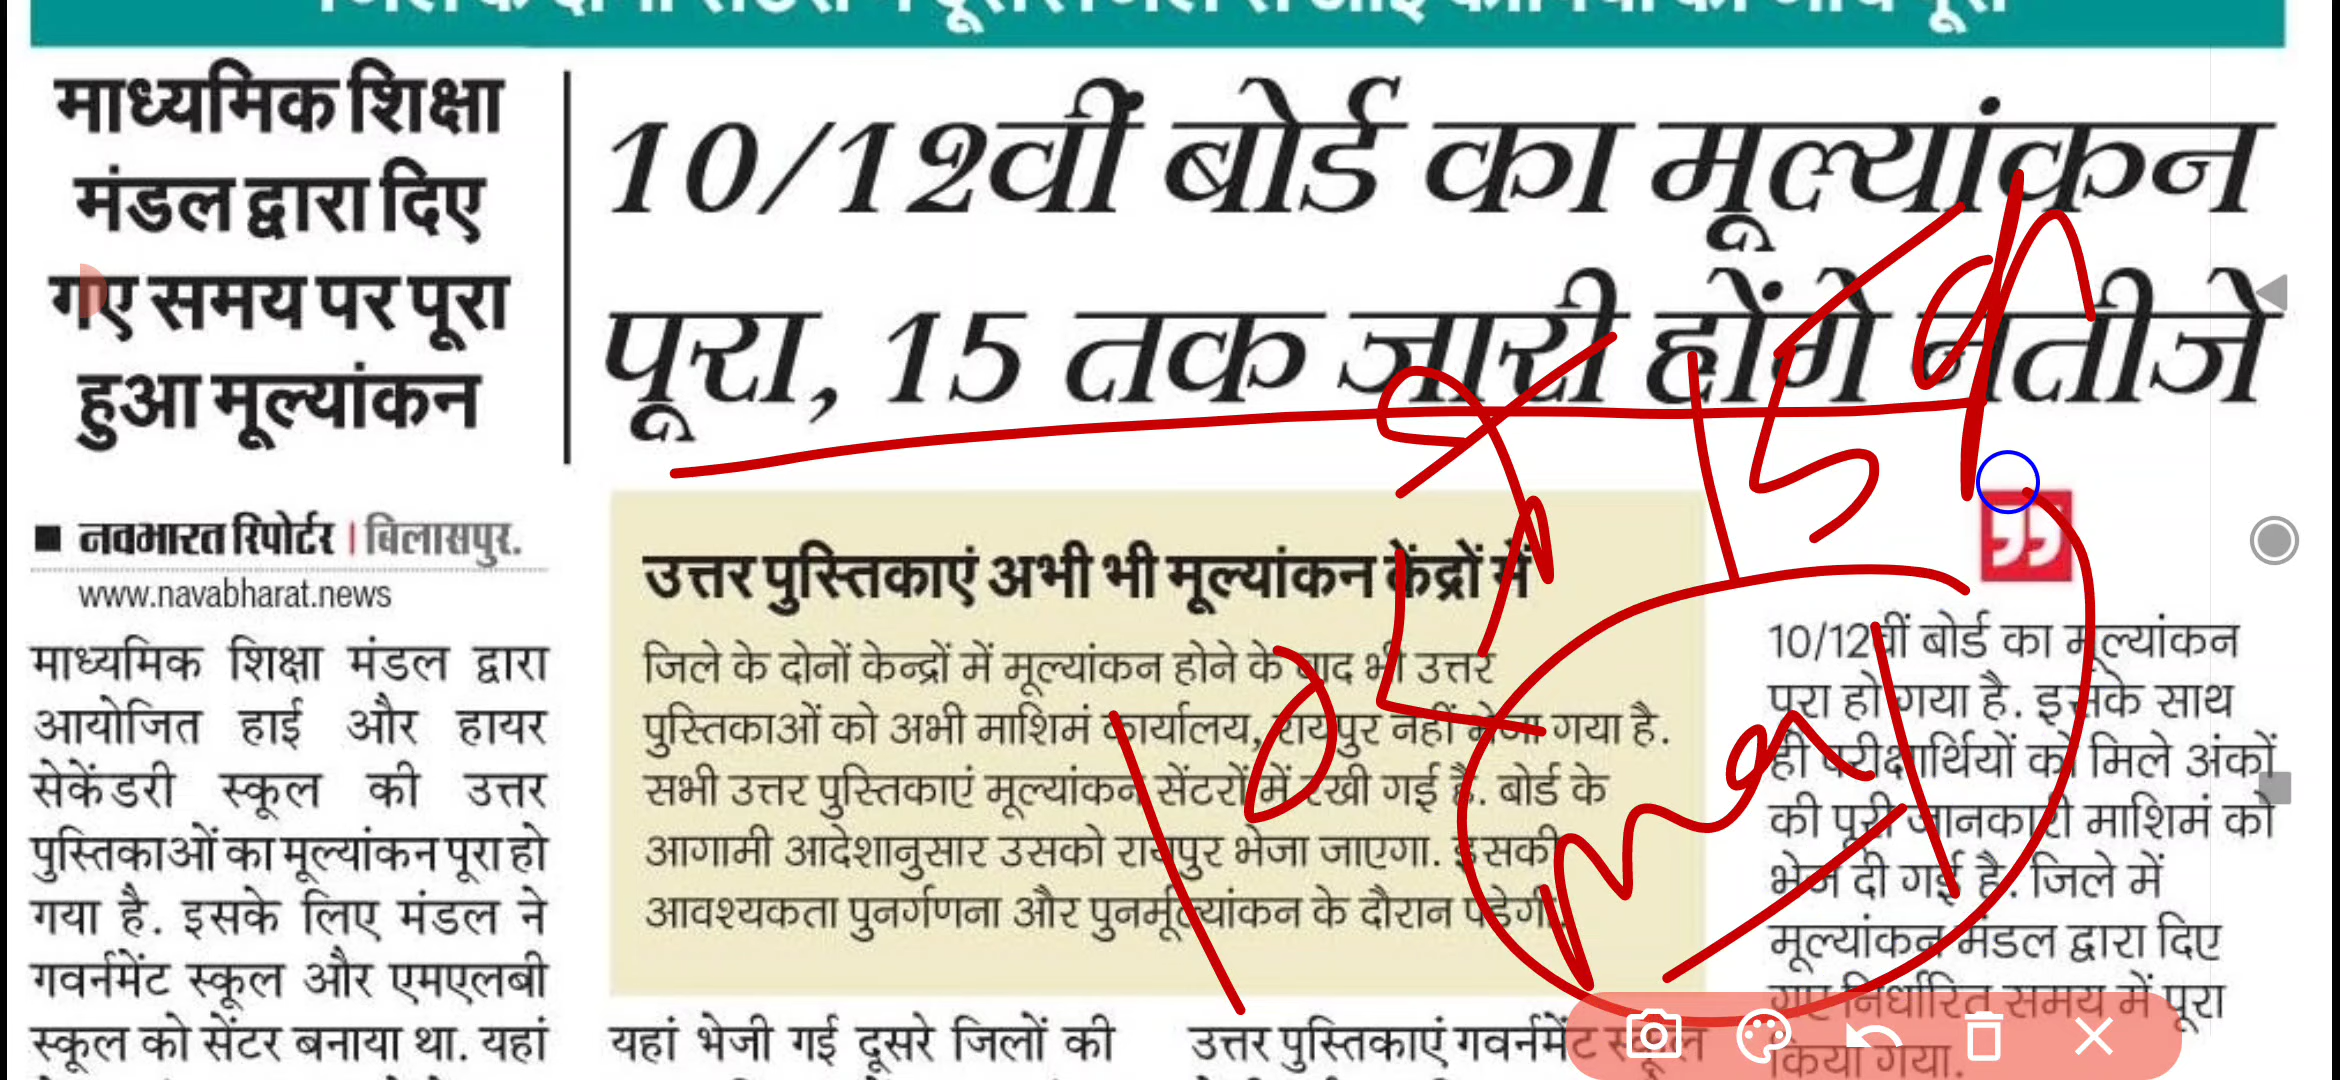 माध्यमिक शिक्षा
मंडल द्वारा दिए
गए समय पर पूरा
हुआ मूल्यांकन
10/12वीं बोर्ड का मूल्यांकन
पूरा, 15 तक जारी होंगे नतीजे
नवभारत रिपोर्टर | बिलासपुर.
www.navabharat.news
माध्यमिक शिक्षा मंडल द्वारा
आयोजित हाई और हायर
सेकेंडरी स्कूल की उत्तर
पुस्तिकाओं का मूल्यांकन पूरा हो
गया है. इसके लिए मंडल ने
गवर्नमेंट स्कूल और एमएलबी
स्कूल को सेंटर बनाया था. यहां
उत्तर पुस्तिकाएं अभी भी मूल्यांकन केंद्रों में
जिले के दोनों केन्द्रों में मूल्यांकन होने के बाद भी उत्तर
पुस्तिकाओं को अभी माशिमं कार्यालय, रायपुर नहीं भेजा गया है.
सभी उत्तर पुस्तिकाएं मूल्यांकन सेंटरों में रखी गई है. बोर्ड के
आगामी आदेशानुसार उसको रायपुर भेजा जाएगा. इसकी
आवश्यकता पुनर्गणना और पुनर्मूल्यांकन के दौरान पड़ेगी.
यहां भेजी गई दूसरे जिलों की
उत्तर पुस्तिकाएं गवर्नमेंट स्कूल
10/12वीं बोर्ड का मूल्यांकन
पूरा हो गया है. इसके साथ
ही परीक्षार्थियों को मिले अंकों
की पूरी जानकारी माशिमं को
भेज दी गई है. जिले में
मूल्यांकन मंडल द्वारा दिए
गए निर्धारित समय में पूरा
किया गया.
10
15
may